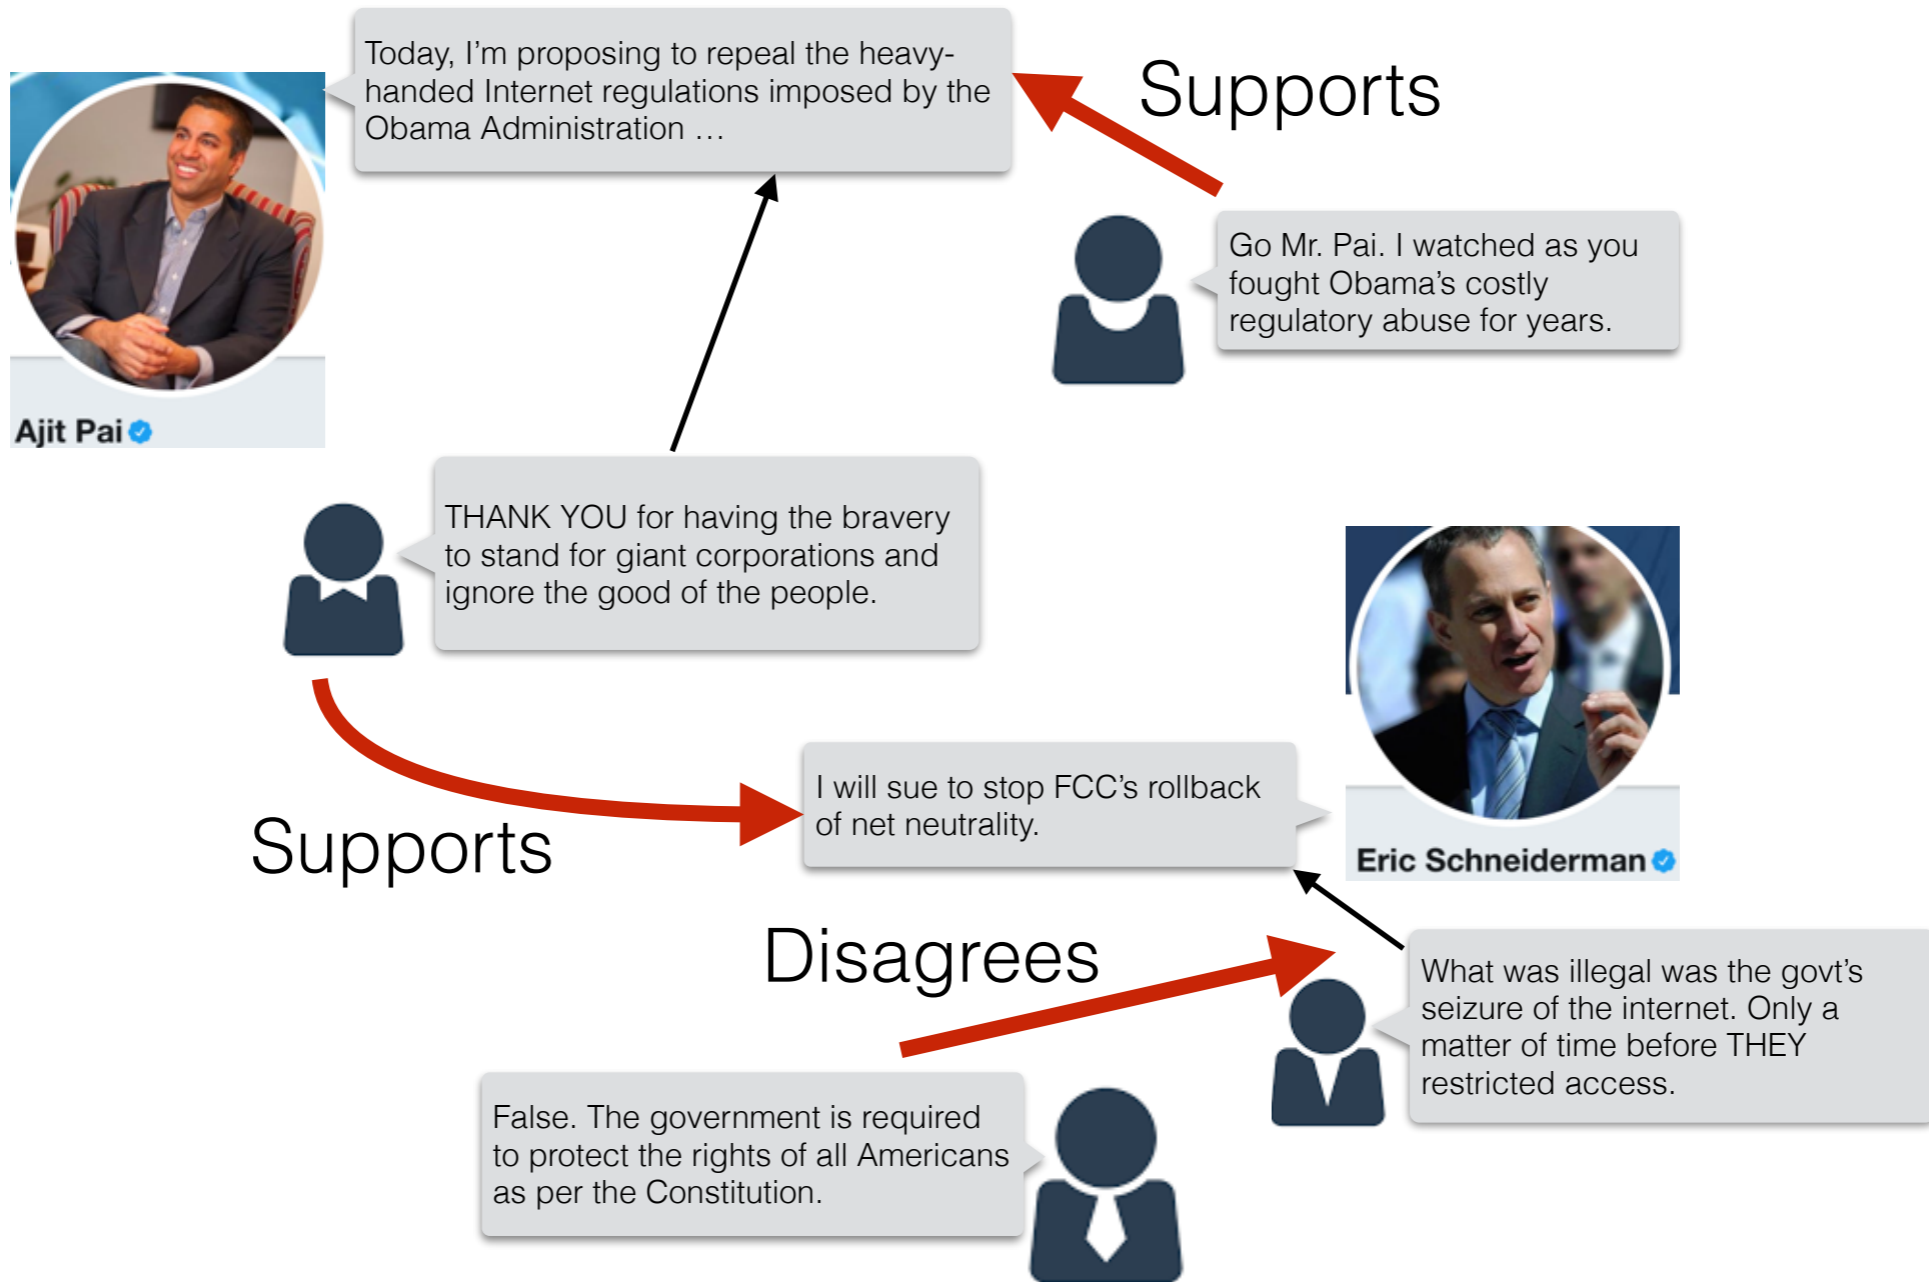 Today, I'm proposing to repeal the heavy-
handed Internet regulations imposed by the
Obama Administration …
Supports
Ajit Pai
Go Mr. Pai. I watched as you
fought Obama's costly
regulatory abuse for years.
THANK YOU for having the bravery
to stand for giant corporations and
ignore the good of the people.
I will sue to stop FCC's rollback
of net neutrality.
Supports
Eric Schneiderman
Disagrees
What was illegal was the govt's
seizure of the internet. Only a
matter of time before THEY
restricted access.
False. The government is required
to protect the rights of all Americans
as per the Constitution.